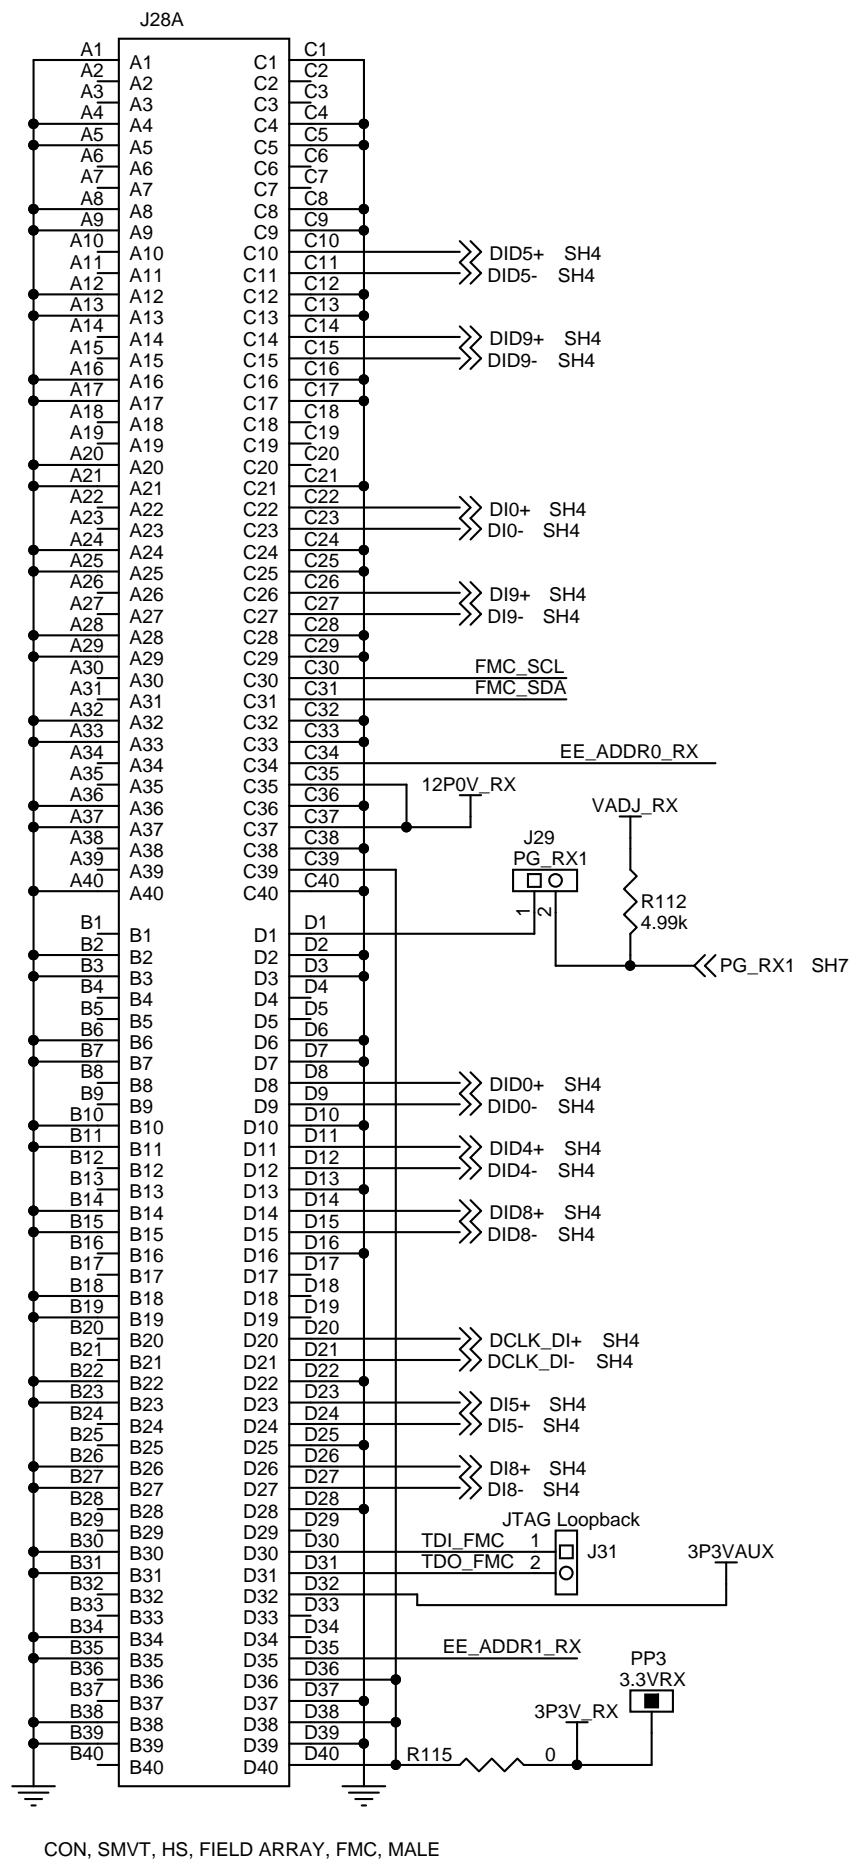 J28A
A1 A1 C1 C1
A2 A2 C2 C2
A3 A3 C3 C3
A4 A4 C4 C4
A5 A5 C5 C5
A6 A6 C6 C6
A7 A7 C7 C7
A8 A8 C8 C8
A9 A9 C9 C9
A10 A10 C10 C10 DID5+ SH4
A11 A11 C11 C11 DID5- SH4
A12 A12 C12 C12
A13 A13 C13 C13
A14 A14 C14 C14 DID9+ SH4
A15 A15 C15 C15 DID9- SH4
A16 A16 C16 C16
A17 A17 C17 C17
A18 A18 C18 C18
A19 A19 C19 C19
A20 A20 C20 C20
A21 A21 C21 C21
A22 A22 C22 C22 DI0+ SH4
A23 A23 C23 C23 DI0- SH4
A24 A24 C24 C24
A25 A25 C25 C25
A26 A26 C26 C26 DI9+ SH4
A27 A27 C27 C27 DI9- SH4
A28 A28 C28 C28
A29 A29 C29 C29
A30 A30 C30 C30 FMC_SCL
A31 A31 C31 C31 FMC_SDA
A32 A32 C32 C32
A33 A33 C33 C33
A34 A34 C34 C34 EE_ADDR0_RX
A35 A35 C35 C35 12P0V_RX
A36 A36 C36 C36 VADJ_RX
A37 A37 C37 C37
A38 A38 C38 C38 J29
A39 A39 C39 C39 PG_RX1
A40 A40 C40 C40 R112
4.99k
1 2
B1 B1 D1 D1
B2 B2 D2 D2 PG_RX1 SH7
B3 B3 D3 D3
B4 B4 D4 D4
B5 B5 D5 D5
B6 B6 D6 D6
B7 B7 D7 D7
B8 B8 D8 D8 DID0+ SH4
B9 B9 D9 D9 DID0- SH4
B10 B10 D10 D10
B11 B11 D11 D11 DID4+ SH4
B12 B12 D12 D12 DID4- SH4
B13 B13 D13 D13
B14 B14 D14 D14 DID8+ SH4
B15 B15 D15 D15 DID8- SH4
B16 B16 D16 D16
B17 B17 D17 D17
B18 B18 D18 D18
B19 B19 D19 D19
B20 B20 D20 D20 DCLK_DI+ SH4
B21 B21 D21 D21 DCLK_DI- SH4
B22 B22 D22 D22
B23 B23 D23 D23 DI5+ SH4
B24 B24 D24 D24 DI5- SH4
B25 B25 D25 D25
B26 B26 D26 D26 DI8+ SH4
B27 B27 D27 D27 DI8- SH4
B28 B28 D28 D28
B29 B29 D29 D29 JTAG Loopback
B30 B30 D30 D30 TDI_FMC 1 J31 3P3VAUX
B31 B31 D31 D31 TDO_FMC 2
B32 B32 D32 D32
B33 B33 D33 D33
B34 B34 D34 D34
B35 B35 D35 D35 EE_ADDR1_RX
B36 B36 D36 D36 PP3
B37 B37 D37 D37 3.3VRX
B38 B38 D38 D38 3P3V_RX
B39 B39 D39 D39
B40 B40 D40 D40 R115 0
CON, SMVT, HS, FIELD ARRAY, FMC, MALE